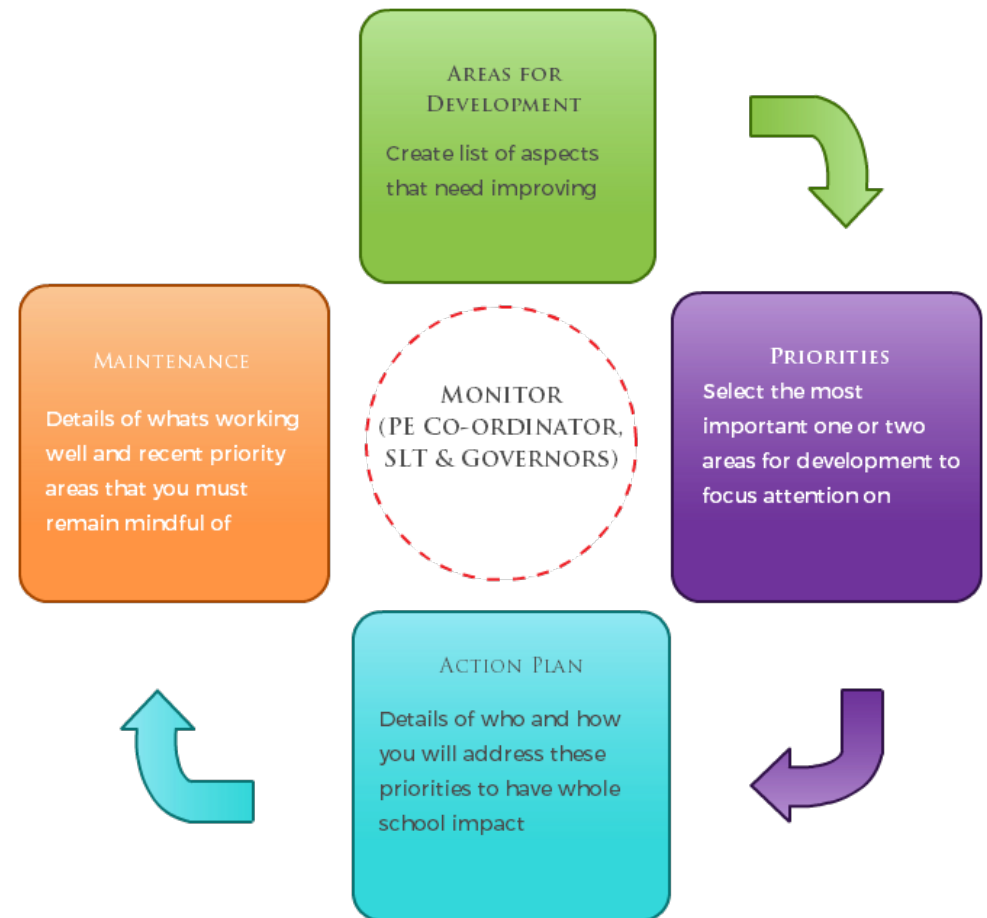 AREAS FOR
DEVELOPMENT
Create list of aspects
that need improving
PRIORITIES
Select the most
important one or two
areas for development to
focus attention on
ACTION PLAN
Details of who and how
you will address these
priorities to have whole
school impact
MAINTENANCE
Details of whats working
well and recent priority
areas that you must
remain mindful of
MONITOR
(PE CO-ORDINATOR,
SLT & GOVERNORS)